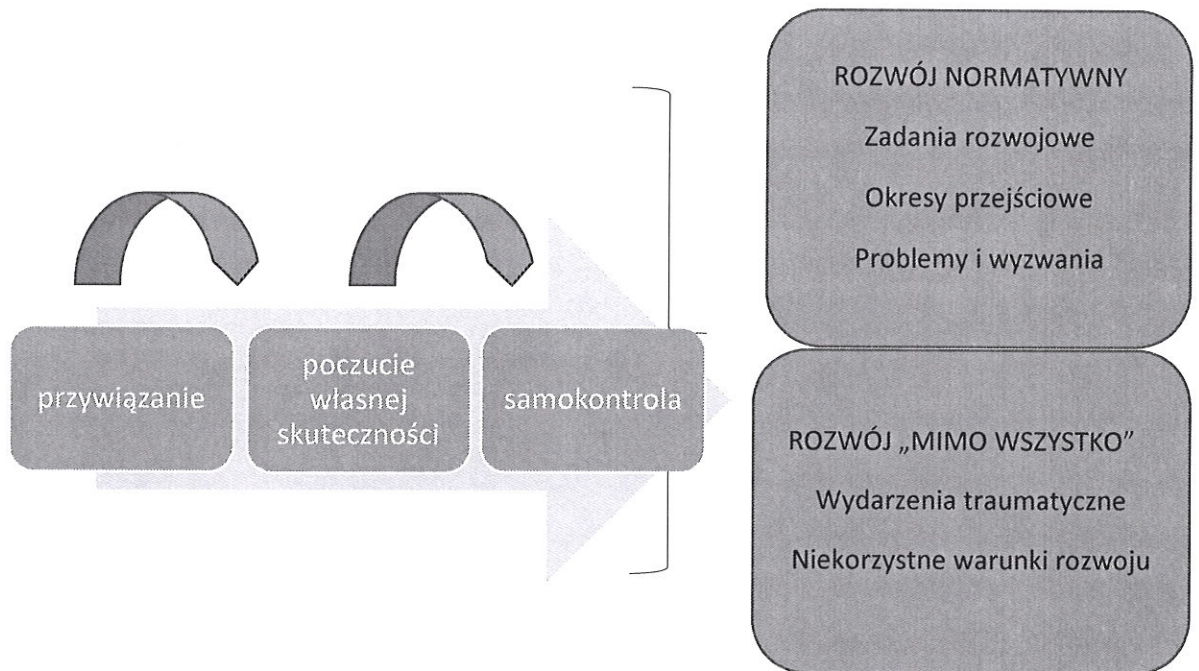 przywiązanie
poczucie
własnej
skuteczności
samokontrola
ROZWÓJ NORMATYWNY
Zadania rozwojowe
Okresy przejściowe
Problemy i wyzwania
ROZWÓJ „MIMO WSZYSTKO”
Wydarzenia traumatyczne
Niekorzystne warunki rozwoju